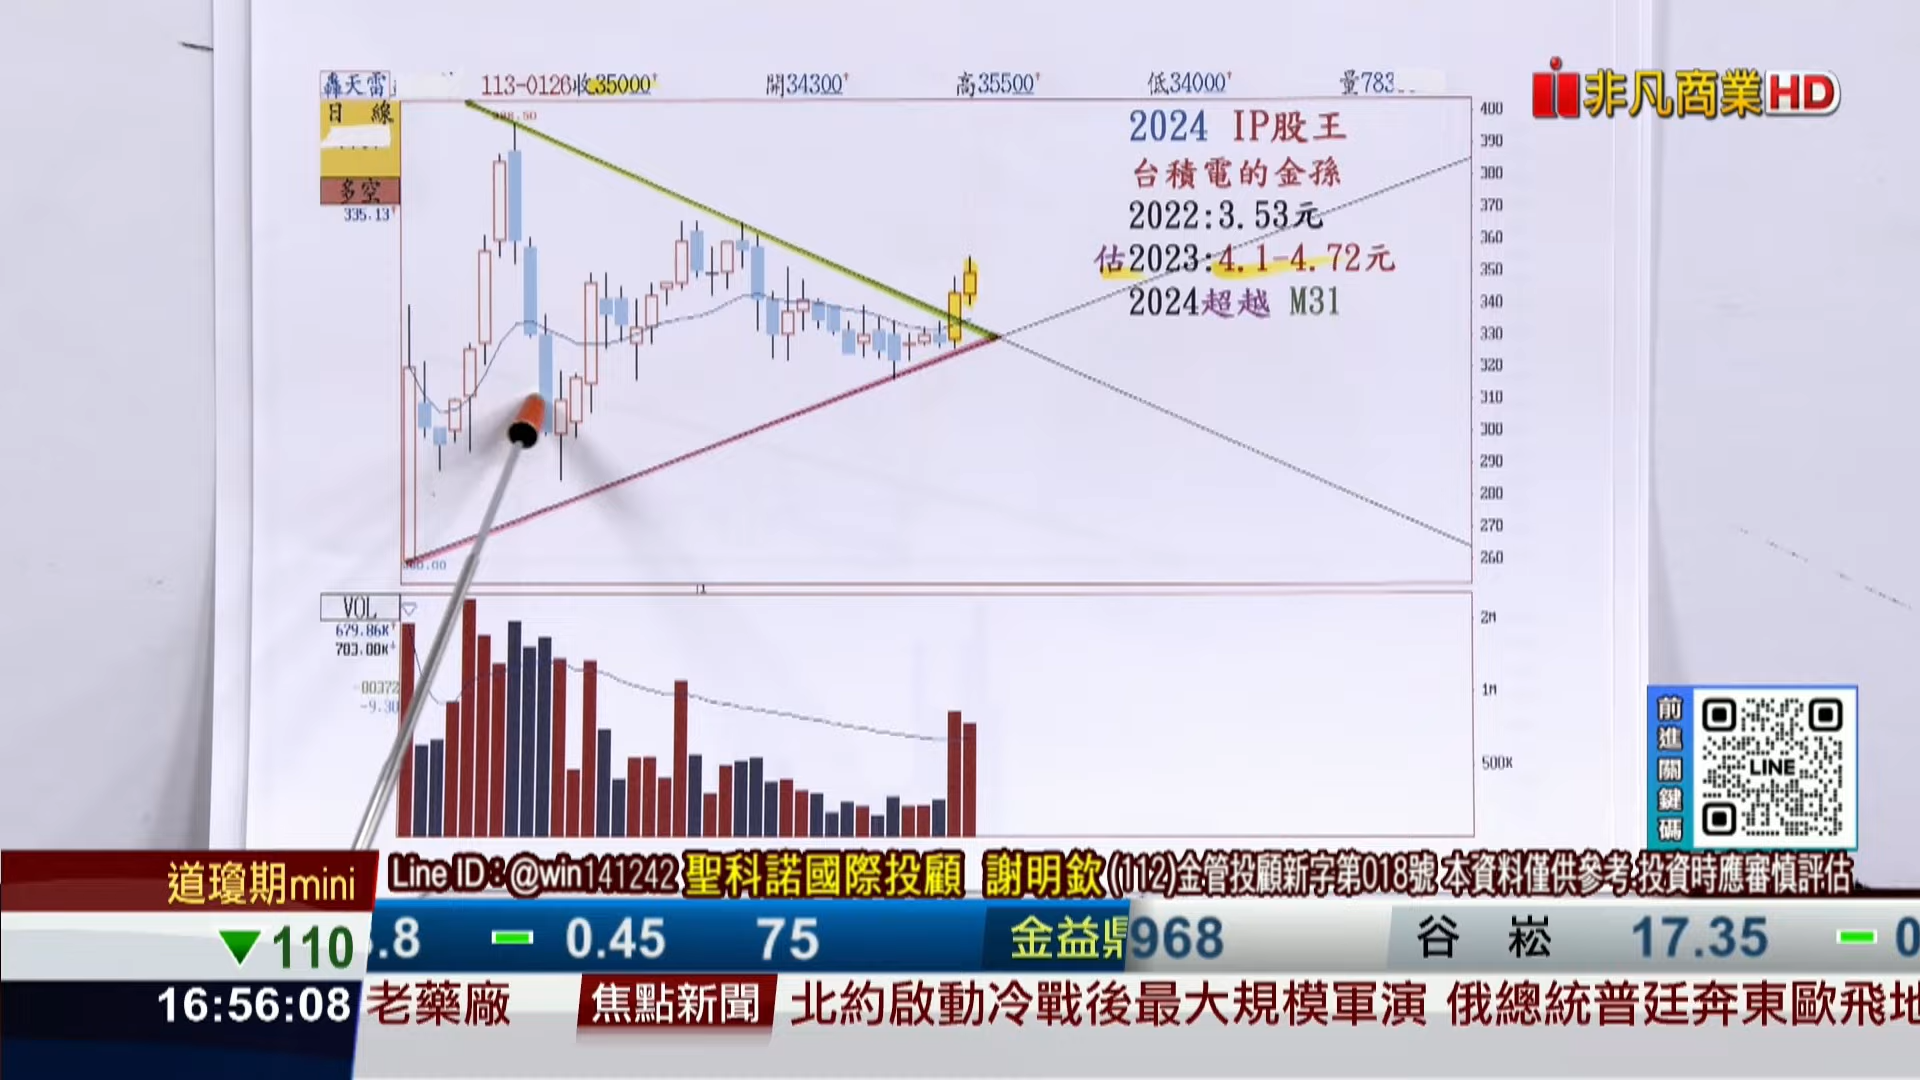 轟天雷
113-0126收35000↑ 開34300↑ 高35500↑ 低34000↑ 量783
非凡商業HD
日線
多空
335.13↑
2024 IP股王
台積電的金孫
2022:3.53元
估2023:4.1-4.72元
2024超越 M31
400
390
380
370
360
350
340
330
320
310
300
290
280
270
260
VOL
679.86K↑
703.00K↓
-00372
-9.30
2M
1M
500K
前進關鍵碼
LINE
道瓊期mini
Line ID:@win141242 聖科諾國際投顧 謝明欽 (112)金管投顧新字第018號 本資料僅供參考.投資時應審慎評估
▼110
.8 0.45 75 金益鼎 968 谷崧 17.35 0
16:56:08
老藥廠 焦點新聞 北約啟動冷戰後最大規模軍演 俄總統普廷奔東歐飛地